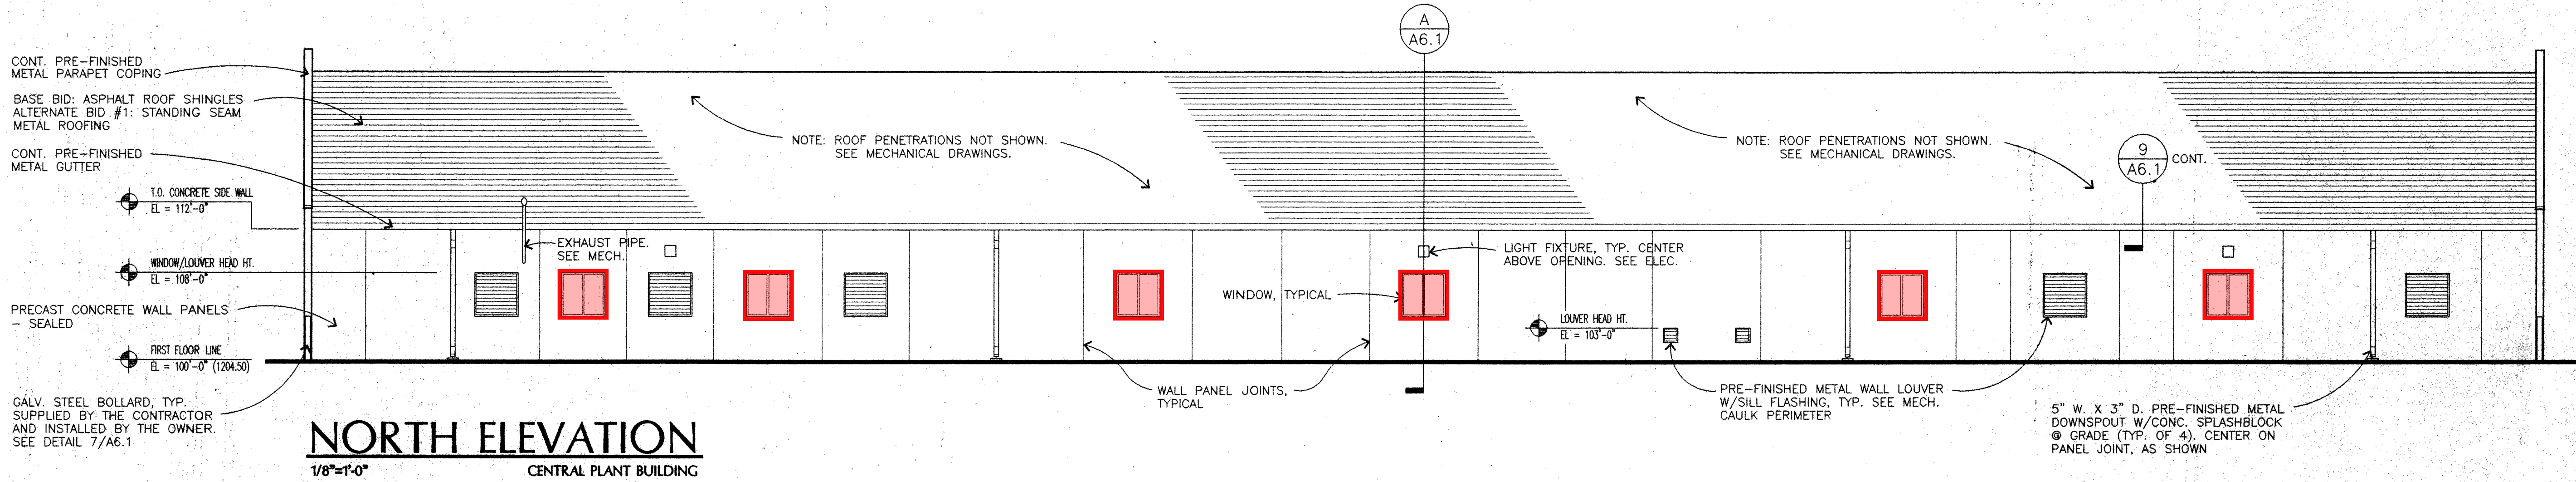 A
A6.1
CONT. PRE-FINISHED
METAL PARAPET COPING
BASE BID: ASPHALT ROOF SHINGLES
ALTERNATE BID #1: STANDING SEAM
METAL ROOFING
CONT. PRE-FINISHED
METAL GUTTER
T.O. CONCRETE SIDE WALL
EL = 112'-0"
WINDOW/LOUVER HEAD HT.
EL = 108'-0"
PRECAST CONCRETE WALL PANELS
- SEALED
FIRST FLOOR LINE
EL = 100'-0" (1204.50)
GALV. STEEL BOLLARD, TYP.
SUPPLIED BY THE CONTRACTOR
AND INSTALLED BY THE OWNER.
SEE DETAIL 7/A6.1
NOTE: ROOF PENETRATIONS NOT SHOWN.
SEE MECHANICAL DRAWINGS.
NOTE: ROOF PENETRATIONS NOT SHOWN.
SEE MECHANICAL DRAWINGS.
9
A6.1
CONT.
EXHAUST PIPE.
SEE MECH.
LIGHT FIXTURE, TYP. CENTER
ABOVE OPENING. SEE ELEC.
WINDOW, TYPICAL
LOUVER HEAD HT.
EL = 103'-0"
WALL PANEL JOINTS,
TYPICAL
PRE-FINISHED METAL WALL LOUVER
W/SILL FLASHING, TYP. SEE MECH.
CAULK PERIMETER
5" W. X 3" D. PRE-FINISHED METAL
DOWNSPOUT W/CONC. SPLASHBLOCK
@ GRADE (TYP. OF 4). CENTER ON
PANEL JOINT, AS SHOWN
NORTH ELEVATION
1/8"=1'-0"
CENTRAL PLANT BUILDING